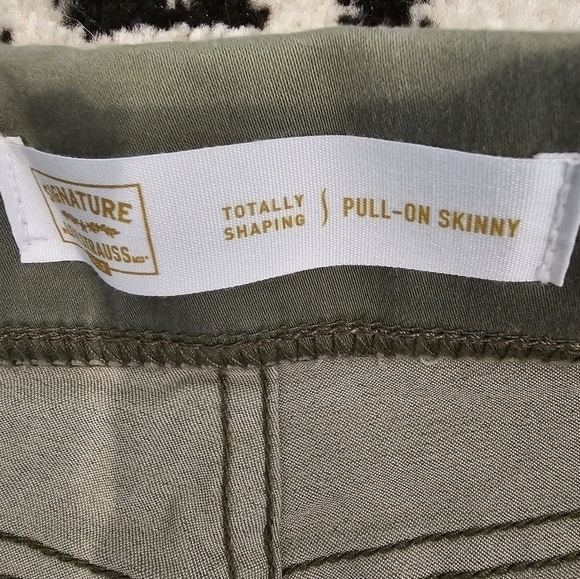 SIGNATURE
STRAUSS
TOTALLY
SHAPING
PULL-ON SKINNY